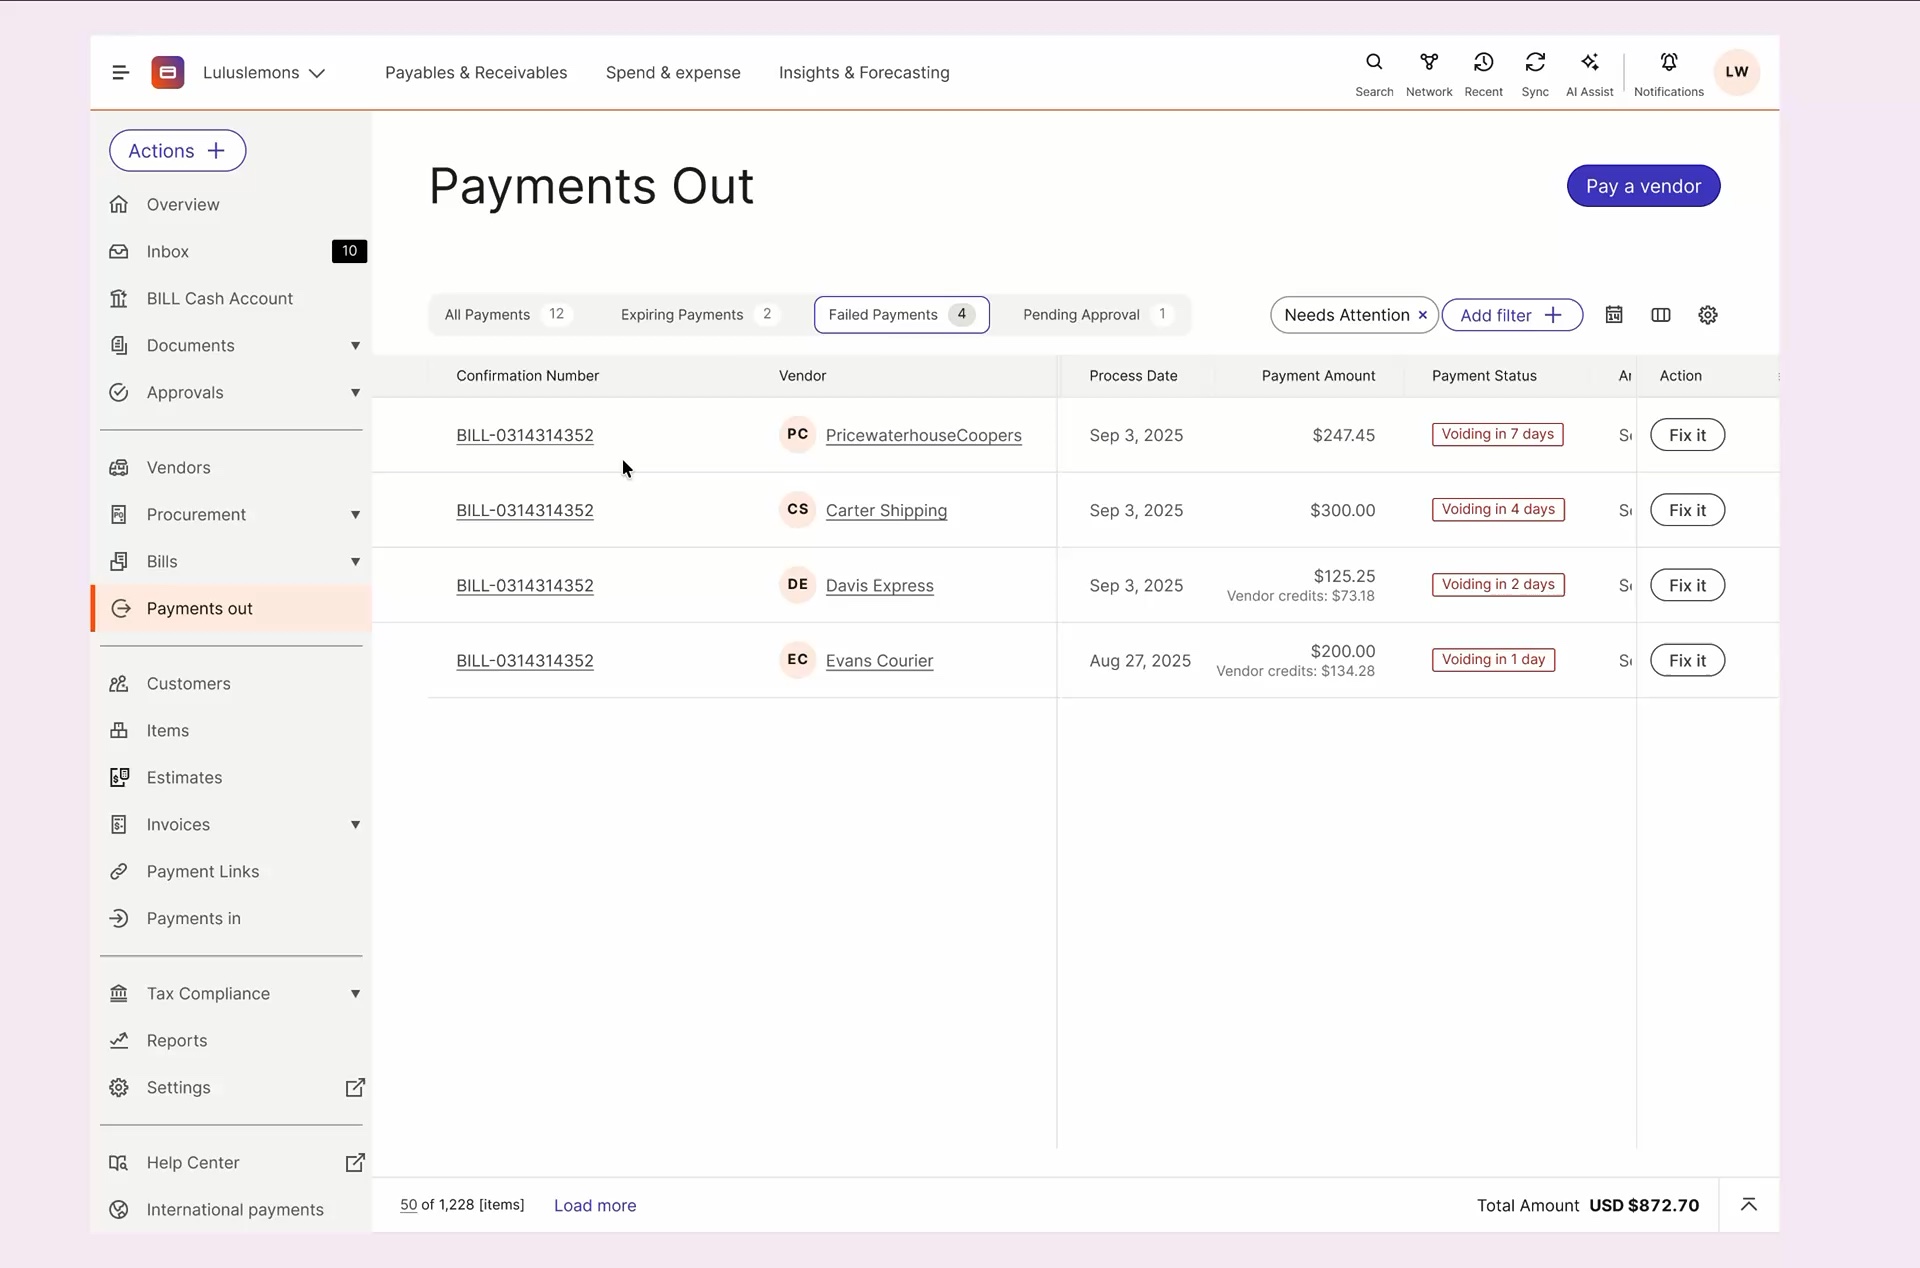 Luluslemons
Payables & Receivables
Spend & expense
Insights & Forecasting
Search
Network
Recent
Sync
AI Assist
Notifications
LW
Actions
Overview
Inbox
10
BILL Cash Account
Documents
Approvals
Vendors
Procurement
Bills
Payments out
Customers
Items
Estimates
Invoices
Payment Links
Payments in
Tax Compliance
Reports
Settings
Help Center
International payments
Payments Out
Pay a vendor
All Payments 12
Expiring Payments 2
Failed Payments 4
Pending Approval 1
Needs Attention ×
Add filter
Confirmation Number Vendor Process Date Payment Amount Payment Status Action
BILL-0314314352 PC PricewaterhouseCoopers Sep 3, 2025 $247.45 Voiding in 7 days Fix it
BILL-0314314352 CS Carter Shipping Sep 3, 2025 $300.00 Voiding in 4 days Fix it
BILL-0314314352 DE Davis Express Sep 3, 2025 $125.25 Voiding in 2 days Fix it
Vendor credits: $73.18
BILL-0314314352 EC Evans Courier Aug 27, 2025 $200.00 Voiding in 1 day Fix it
Vendor credits: $134.28
50 of 1,228 [items]
Load more
Total Amount USD $872.70